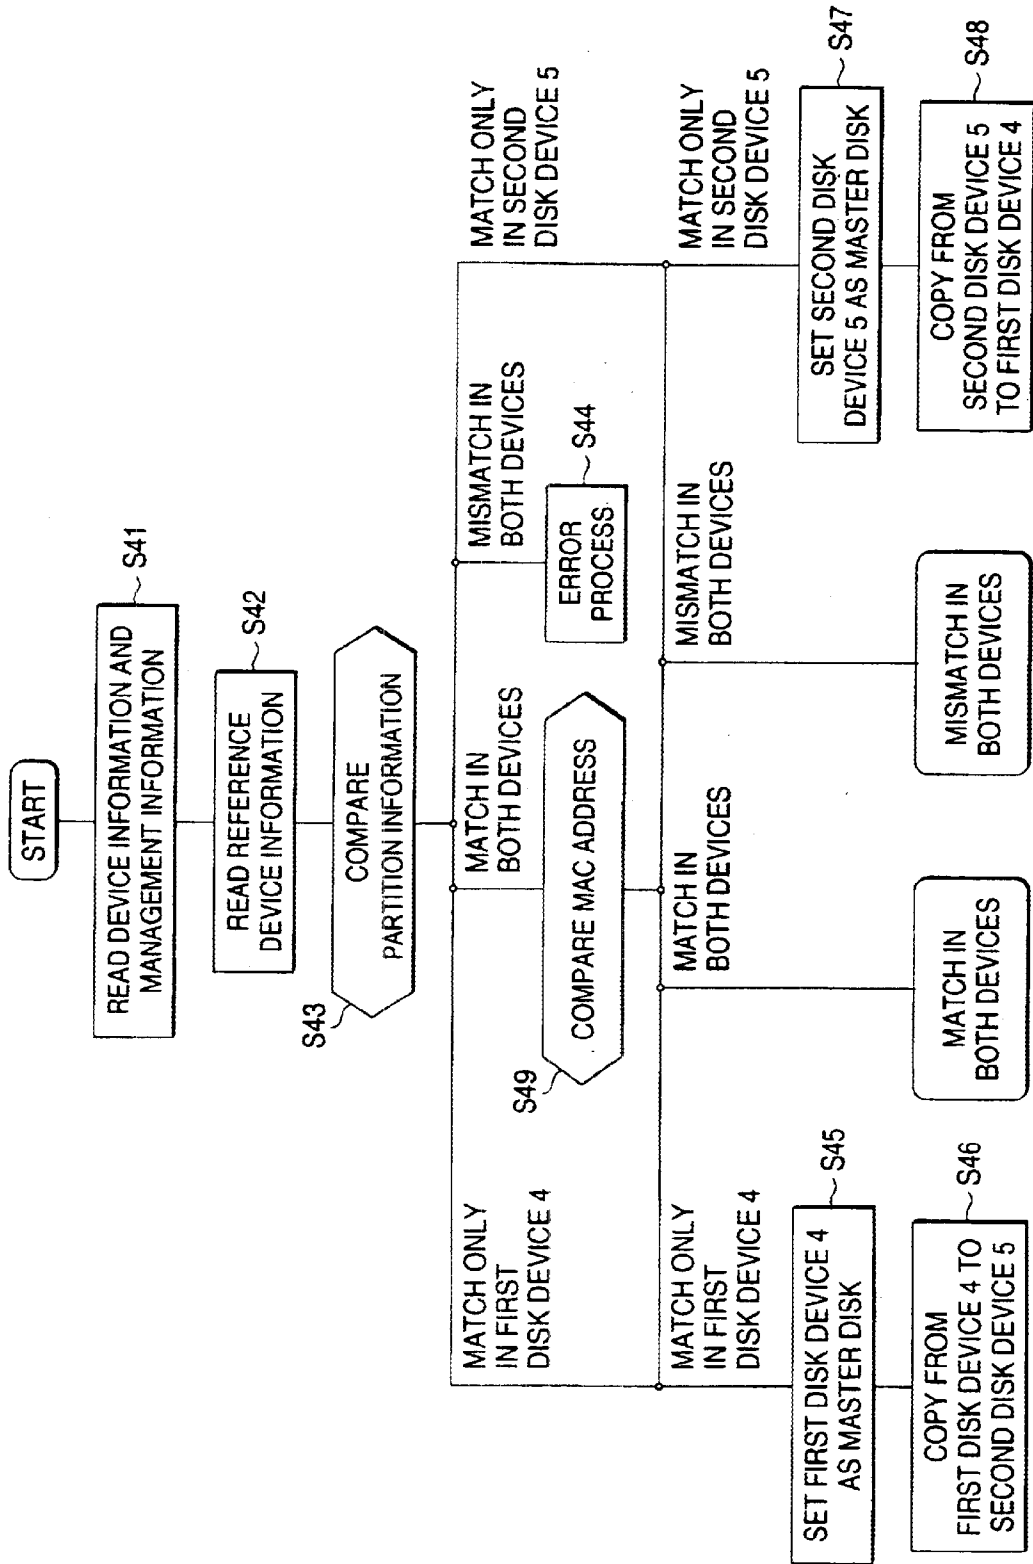 START
READ DEVICE INFORMATION AND
MANAGEMENT INFORMATION
S41
READ REFERENCE
DEVICE INFORMATION
S42
COMPARE
PARTITION INFORMATION
S43
MATCH ONLY
IN FIRST
DISK DEVICE 4
MATCH IN
BOTH DEVICES
MISMATCH IN
BOTH DEVICES
MATCH ONLY
IN SECOND
DISK DEVICE 5
S49
COMPARE MAC ADDRESS
ERROR
PROCESS
S44
MATCH ONLY
IN FIRST
DISK DEVICE 4
MATCH IN
BOTH DEVICES
MISMATCH IN
BOTH DEVICES
MATCH ONLY
IN SECOND
DISK DEVICE 5
SET FIRST DISK DEVICE 4
AS MASTER DISK
S45
SET SECOND DISK
DEVICE 5 AS MASTER DISK
S47
COPY FROM
FIRST DISK DEVICE 4 TO
SECOND DISK DEVICE 5
S46
MATCH IN
BOTH DEVICES
MISMATCH IN
BOTH DEVICES
COPY FROM
SECOND DISK DEVICE 5
TO FIRST DISK DEVICE 4
S48